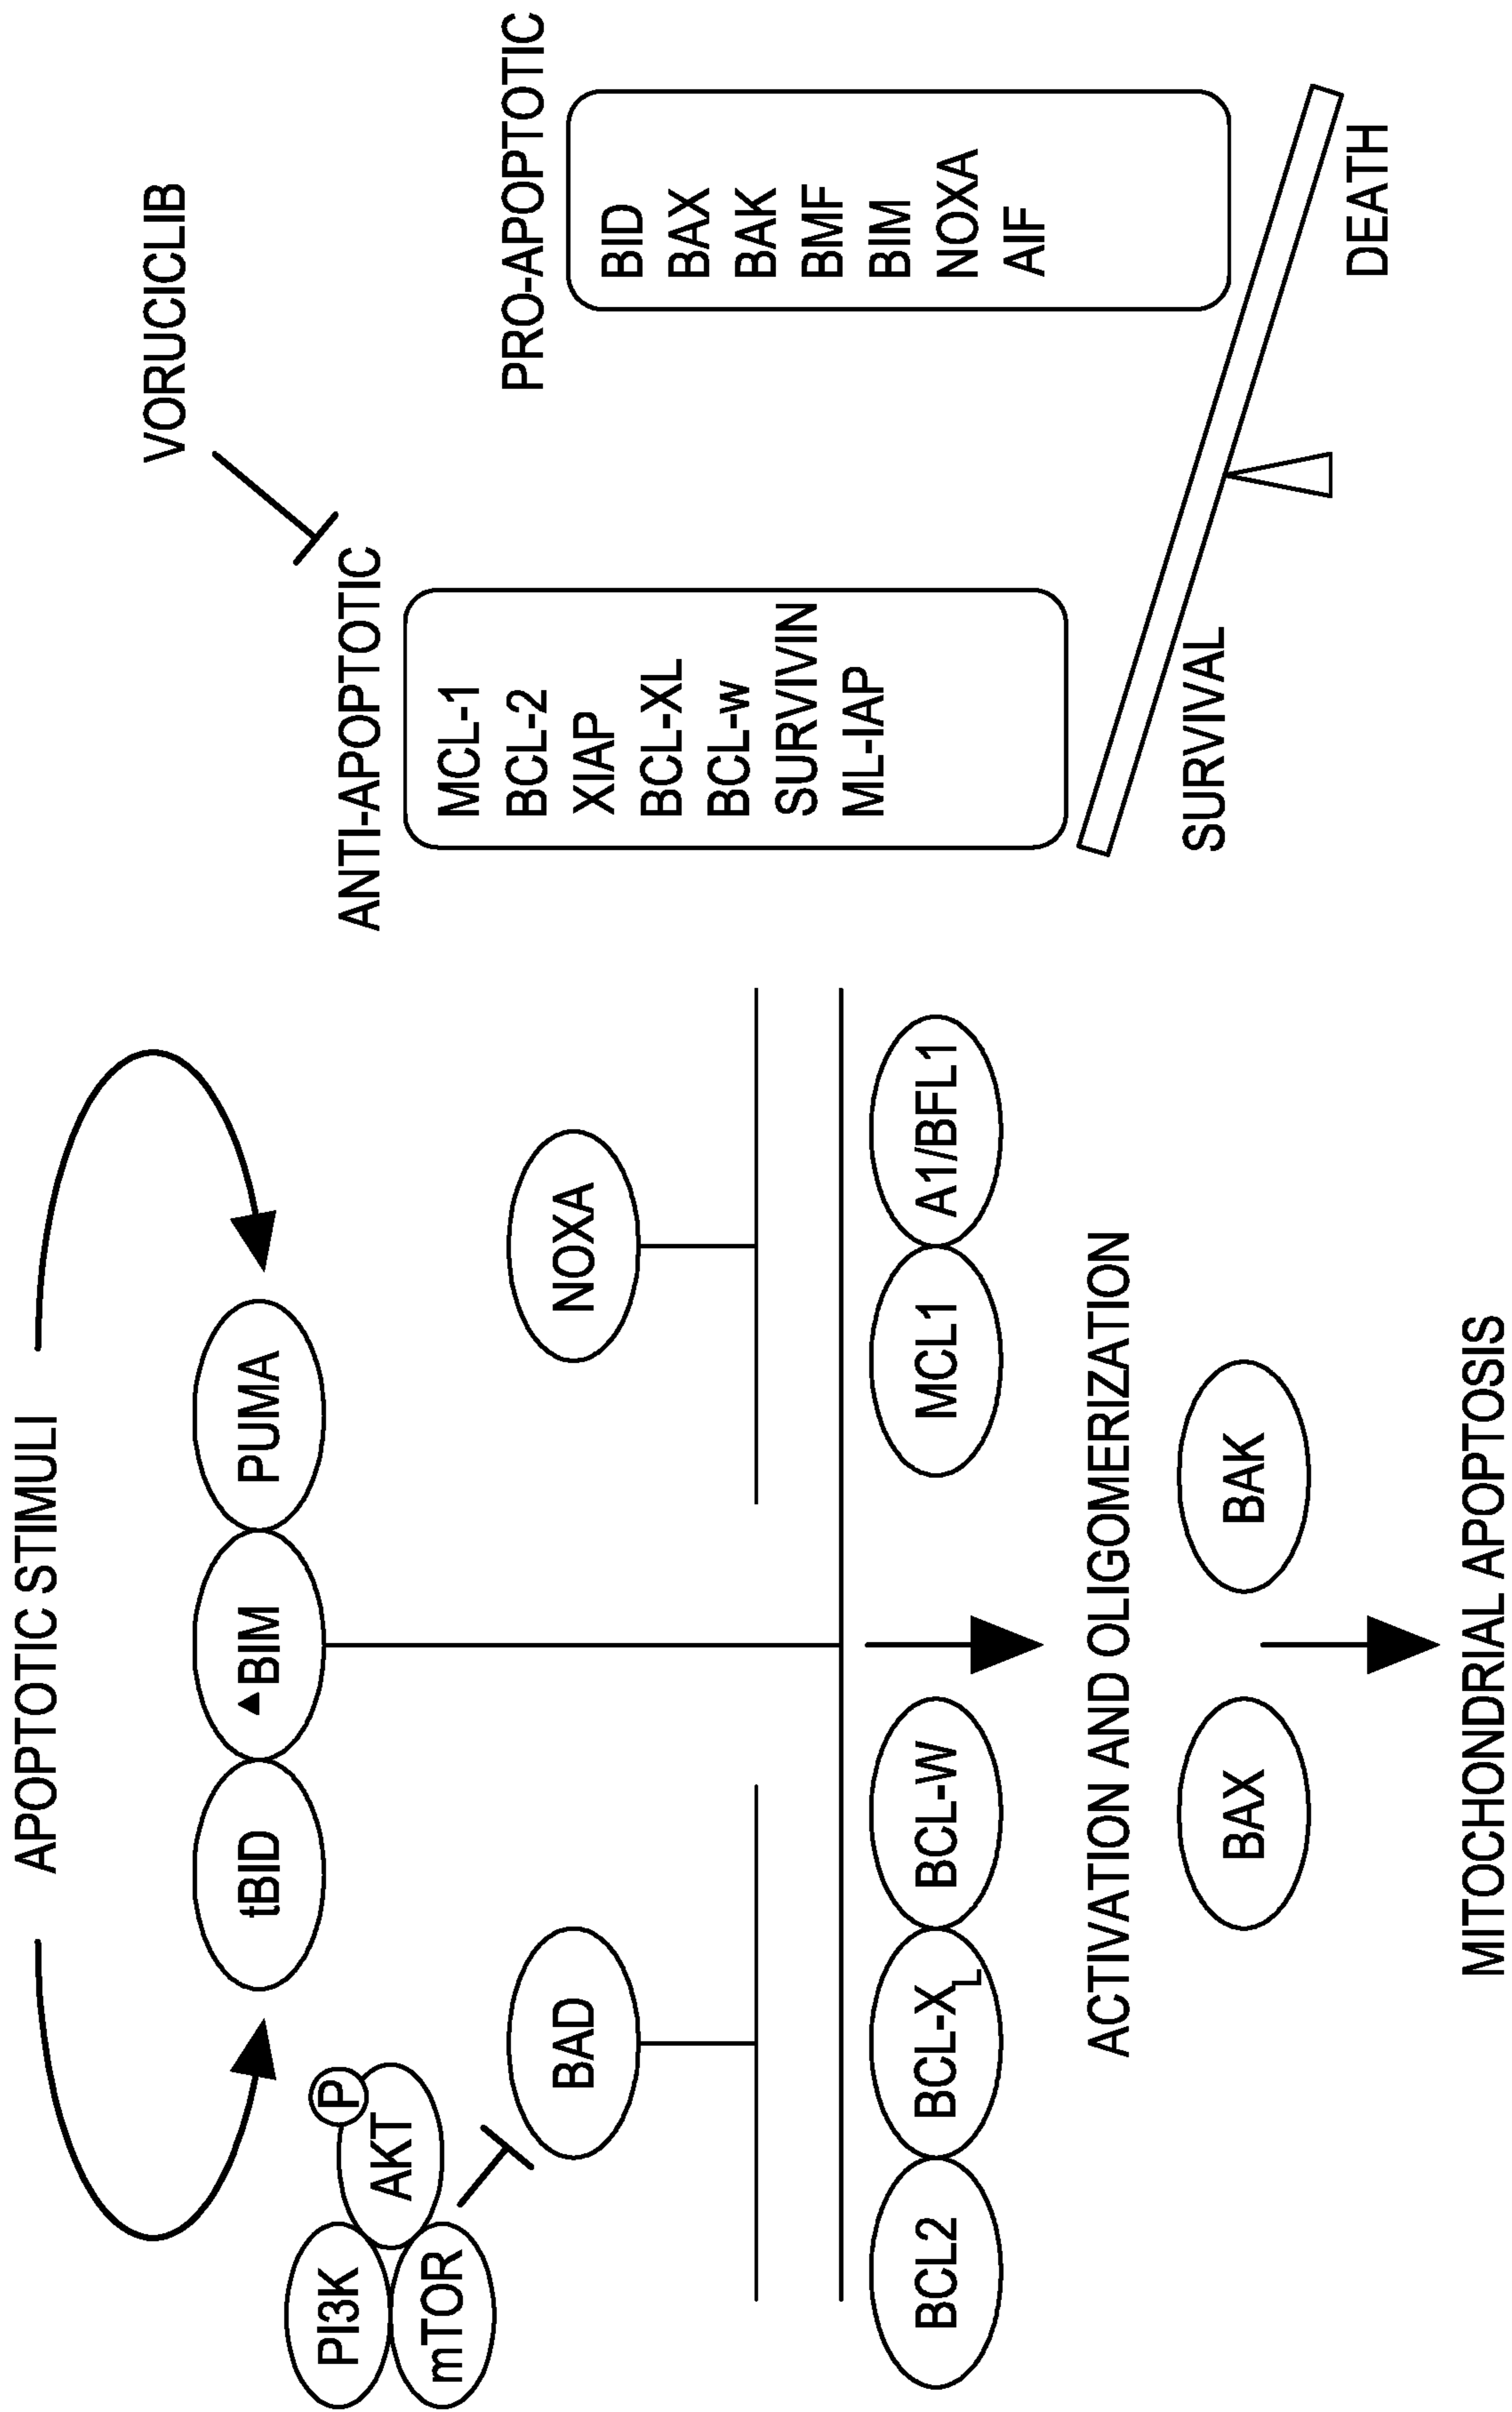 APOPTOTIC STIMULI
tBID
▲BIM
PUMA
PI3K
AKT
P
mTOR
BAD
NOXA
BCL2
BCL-XL
BCL-W
MCL1
A1/BFL1
ACTIVATION AND OLIGOMERIZATION
BAX
BAK
MITOCHONDRIAL APOPTOSIS
VORUCICLIB
ANTI-APOPTOTIC
MCL-1
BCL-2
XIAP
BCL-XL
BCL-w
SURVIVIN
ML-IAP
PRO-APOPTOTIC
BID
BAX
BAK
BMF
BIM
NOXA
AIF
SURVIVAL
DEATH